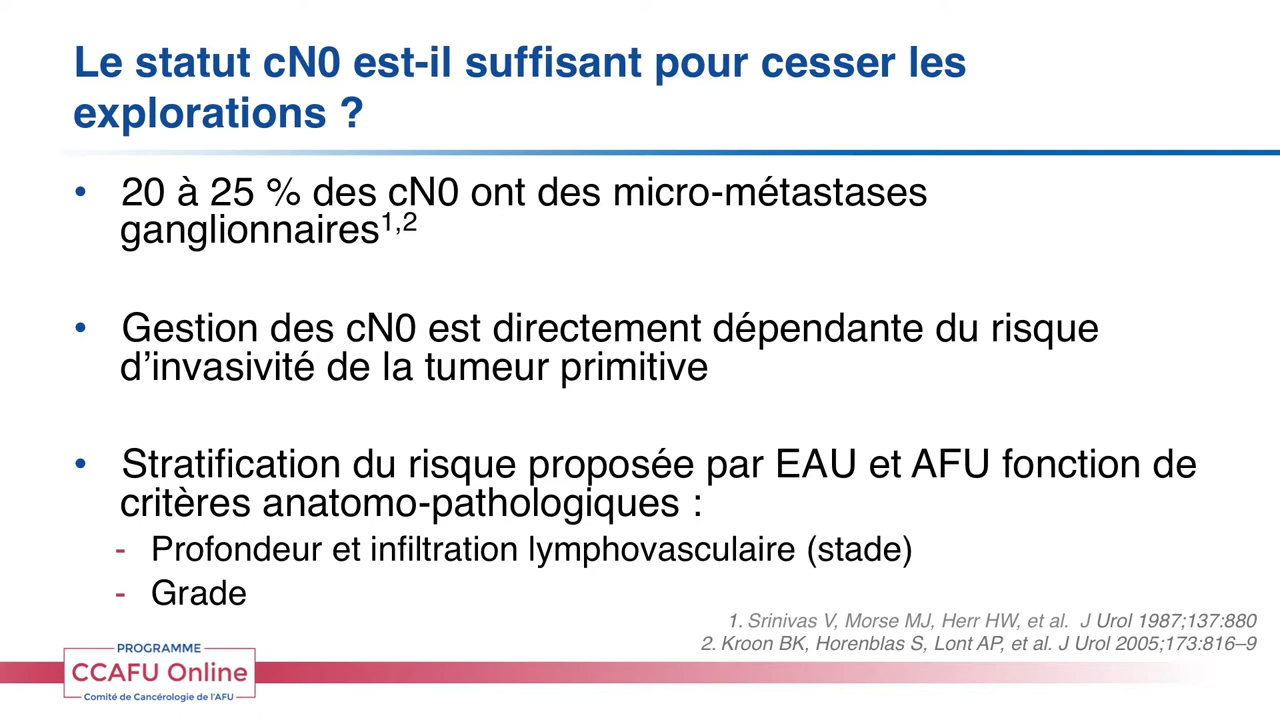 Le statut cN0 est-il suffisant pour cesser les
explorations ?
• 20 à 25 % des cN0 ont des micro-métastases
ganglionnaires1,2
• Gestion des cN0 est directement dépendante du risque
d’invasivité de la tumeur primitive
• Stratification du risque proposée par EAU et AFU fonction de
critères anatomo-pathologiques :
- Profondeur et infiltration lymphovasculaire (stade)
- Grade
1. Srinivas V, Morse MJ, Herr HW, et al. J Urol 1987;137:880
2. Kroon BK, Horenblas S, Lont AP, et al. J Urol 2005;173:816–9
PROGRAMME
CCAFU Online
Comité de Cancérologie de l'AFU